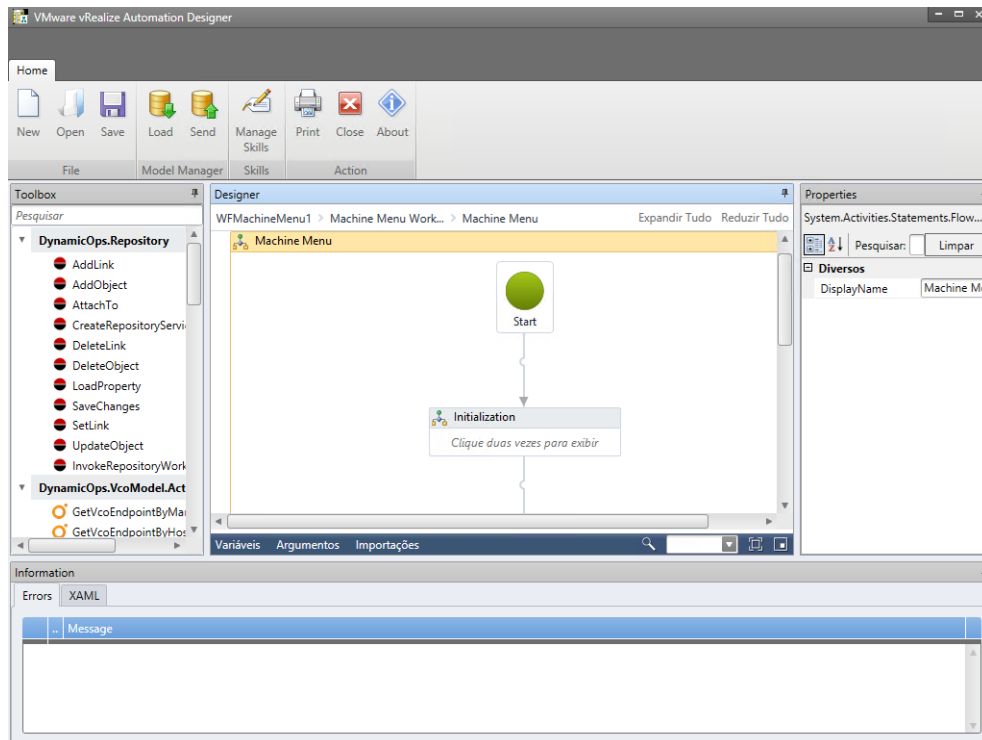 VMware vRealize Automation Designer
Home
New Open Save Load Send Manage Skills Print Close About
File Model Manager Skills Action
Toolbox
Pesquisar
DynamicOps.Repository
AddLink
AddObject
AttachTo
CreateRepositoryServi
DeleteLink
DeleteObject
LoadProperty
SaveChanges
SetLink
UpdateObject
InvokeRepositoryWork
DynamicOps.VcoModel.Act
GetVcoEndpointByMa
GetVcoEndpointByHos
Designer
WFMachineMenu1 > Machine Menu Work... > Machine Menu Expandir Tudo Reduzir Tudo
Machine Menu
Start
Initialization
Clique duas vezes para exibir
Variáveis Argumentos Importações
Properties
System.Activities.Statements.Flow...
Pesquisar: Limpar
Diversos
DisplayName Machine M
Information
Errors XAML
.. Message